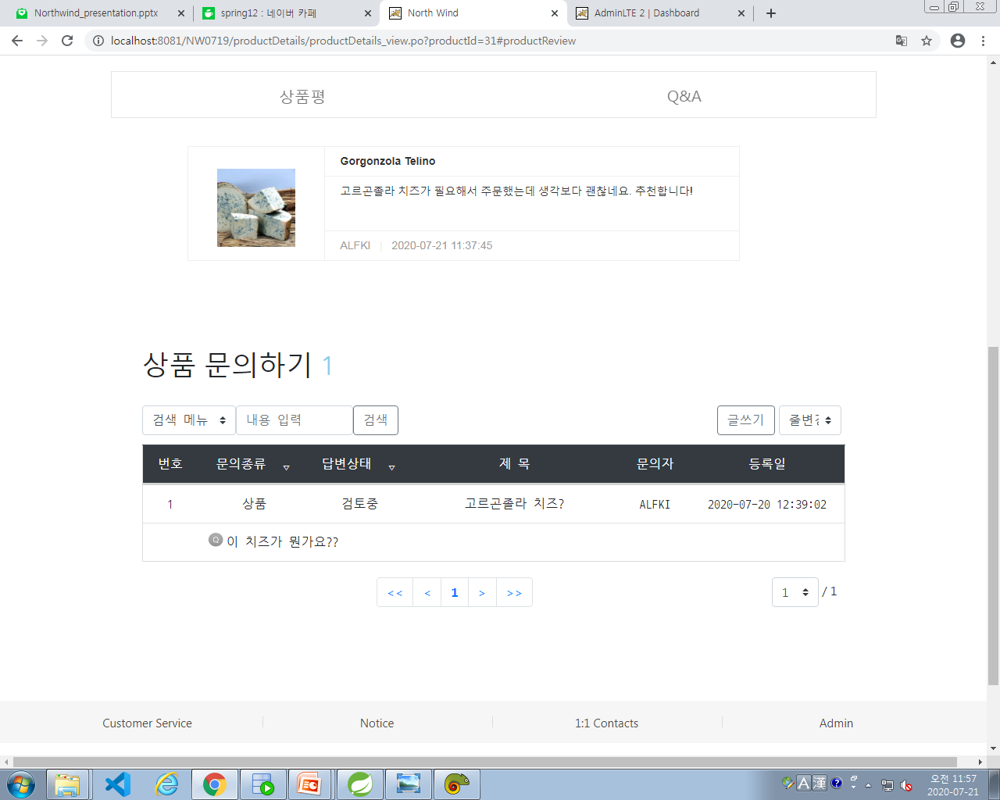 Northwind_presentation.pptx
spring12 : 네이버 카페
North Wind
AdminLTE 2 | Dashboard
localhost:8081/NW0719/productDetails/productDetails_view.po?productId=31#productReview
상품평 Q&A
Gorgonzola Telino
고르곤졸라 치즈가 필요해서 주문했는데 생각보다 괜찮네요. 추천합니다!
ALFKI | 2020-07-21 11:37:45
상품 문의하기 1
검색 메뉴 내용 입력 검색 글쓰기 줄변경
번호 문의종류 ▽ 답변상태 ▽ 제 목 문의자 등록일
1 상품 검토중 고르곤졸라 치즈? ALFKI 2020-07-20 12:39:02
Q 이 치즈가 뭔가요??
<< < 1 > >> 1 / 1
Customer Service Notice 1:1 Contacts Admin
A 漢 ?
오전 11:57
2020-07-21